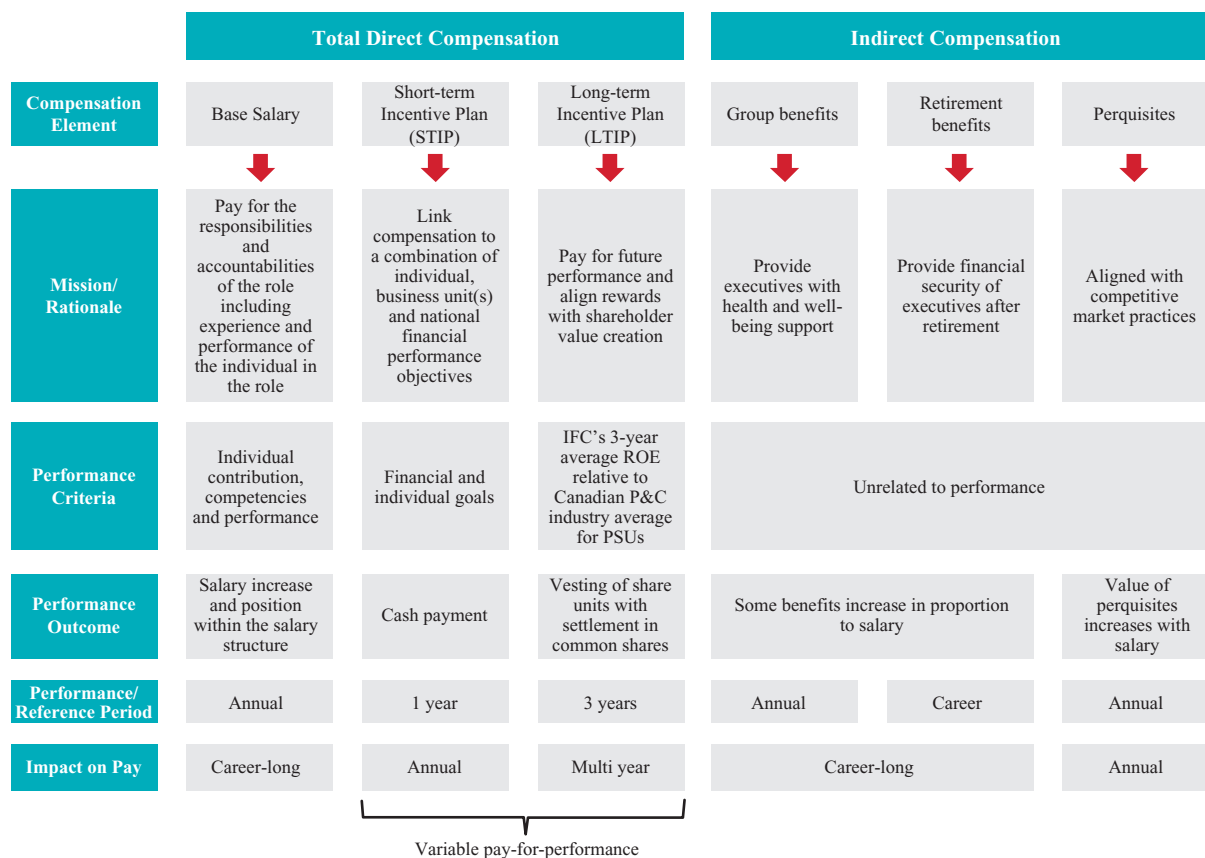 Total Direct Compensation
Indirect Compensation
Compensation
Element
Base Salary
Short-term
Incentive Plan
(STIP)
Long-term
Incentive Plan
(LTIP)
Group benefits
Retirement
benefits
Perquisites
Mission/
Rationale
Pay for the
responsibilities
and
accountabilities
of the role
including
experience and
performance of
the individual in
the role
Link
compensation to
a combination of
individual,
business unit(s)
and national
financial
performance
objectives
Pay for future
performance and
align rewards
with shareholder
value creation
Provide
executives with
health and well-
being support
Provide financial
security of
executives after
retirement
Aligned with
competitive
market practices
Performance
Criteria
Individual
contribution,
competencies
and performance
Financial and
individual goals
IFC's 3-year
average ROE
relative to
Canadian P&C
industry average
for PSUs
Unrelated to performance
Performance
Outcome
Salary increase
and position
within the salary
structure
Cash payment
Vesting of share
units with
settlement in
common shares
Some benefits increase in proportion
to salary
Value of
perquisites
increases with
salary
Performance/
Reference Period
Annual
1 year
3 years
Annual
Career
Annual
Impact on Pay
Career-long
Annual
Multi year
Career-long
Annual
Variable pay-for-performance